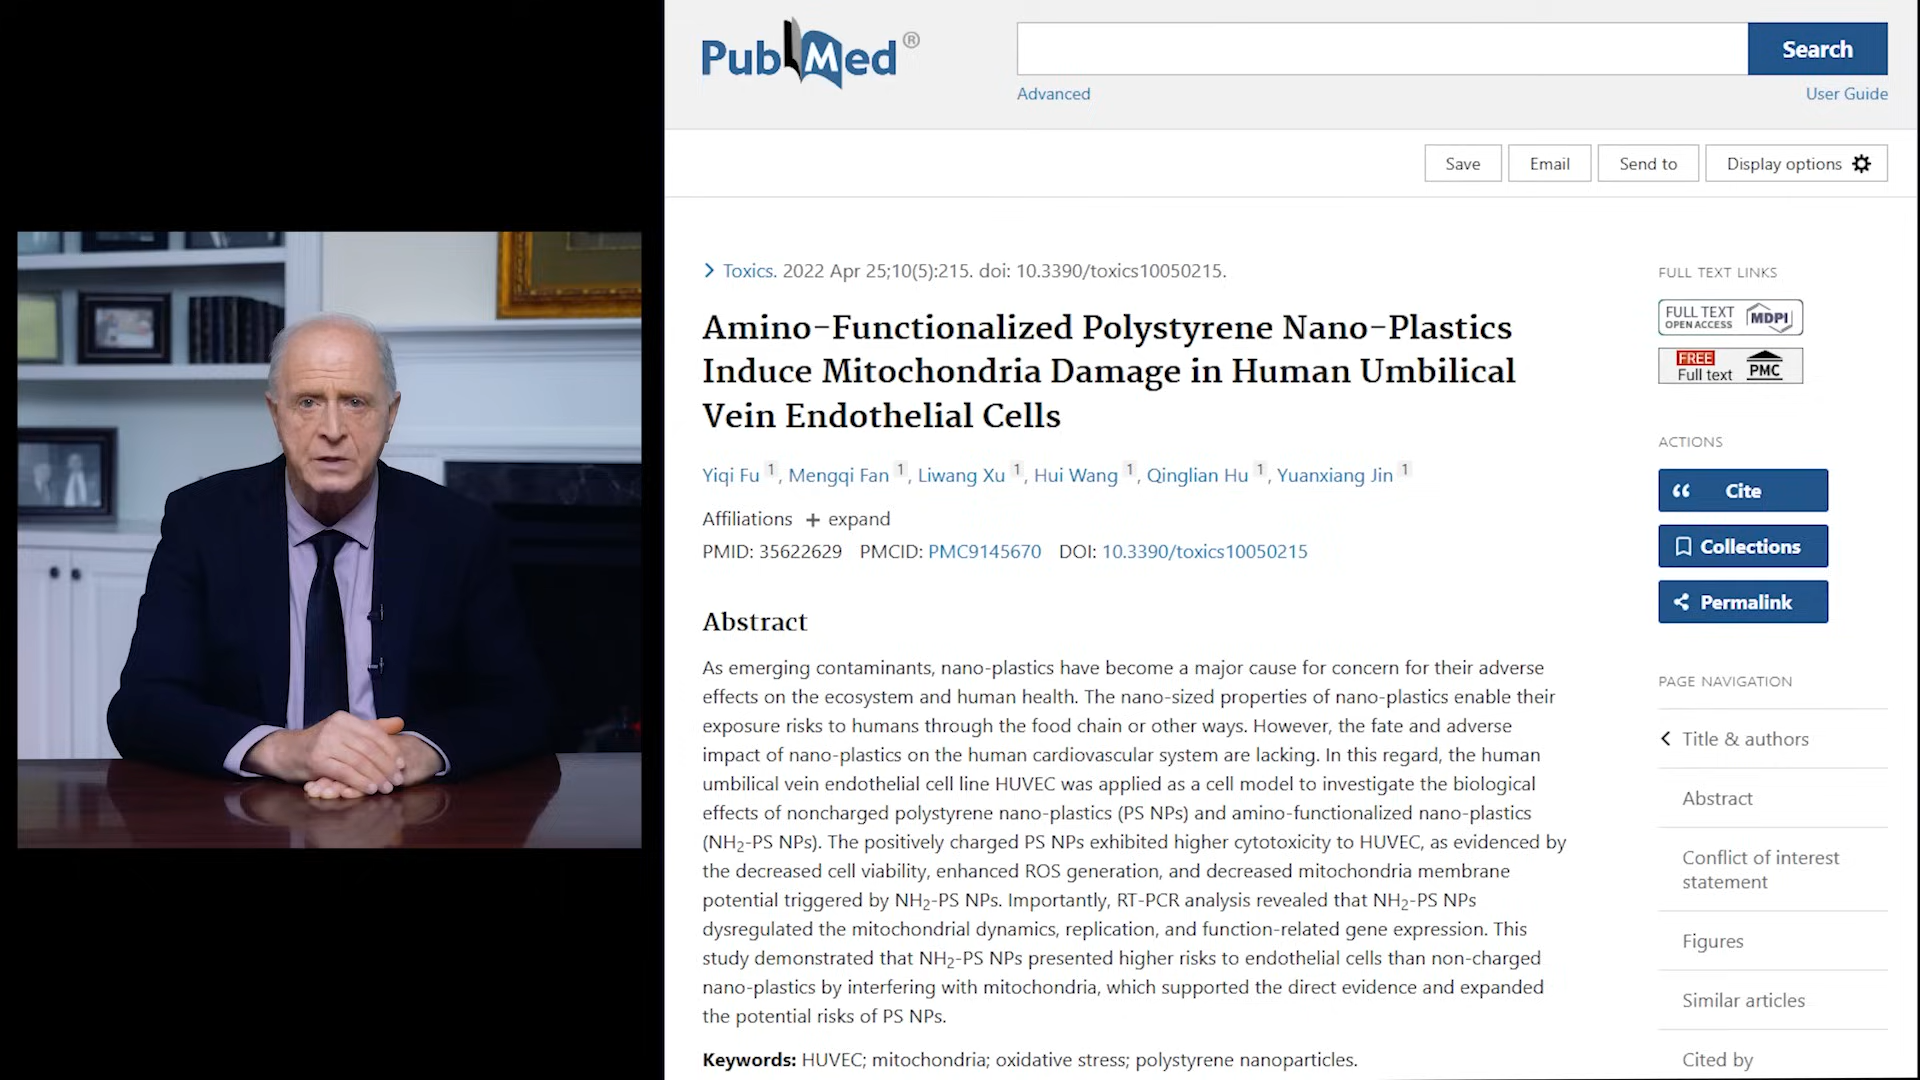 PubMed®
Search
Advanced
User Guide
Save
Email
Send to
Display options
Toxics. 2022 Apr 25;10(5):215. doi: 10.3390/toxics10050215.
Amino-Functionalized Polystyrene Nano-Plastics
Induce Mitochondria Damage in Human Umbilical
Vein Endothelial Cells
Yiqi Fu 1, Mengqi Fan 1, Liwang Xu 1, Hui Wang 1, Qinglian Hu 1, Yuanxiang Jin 1
Affiliations + expand
PMID: 35622629 PMCID: PMC9145670 DOI: 10.3390/toxics10050215
Abstract
As emerging contaminants, nano-plastics have become a major cause for concern for their adverse
effects on the ecosystem and human health. The nano-sized properties of nano-plastics enable their
exposure risks to humans through the food chain or other ways. However, the fate and adverse
impact of nano-plastics on the human cardiovascular system are lacking. In this regard, the human
umbilical vein endothelial cell line HUVEC was applied as a cell model to investigate the biological
effects of noncharged polystyrene nano-plastics (PS NPs) and amino-functionalized nano-plastics
(NH2-PS NPs). The positively charged PS NPs exhibited higher cytotoxicity to HUVEC, as evidenced by
the decreased cell viability, enhanced ROS generation, and decreased mitochondria membrane
potential triggered by NH2-PS NPs. Importantly, RT-PCR analysis revealed that NH2-PS NPs
dysregulated the mitochondrial dynamics, replication, and function-related gene expression. This
study demonstrated that NH2-PS NPs presented higher risks to endothelial cells than non-charged
nano-plastics by interfering with mitochondria, which supported the direct evidence and expanded
the potential risks of PS NPs.
Keywords: HUVEC; mitochondria; oxidative stress; polystyrene nanoparticles.
FULL TEXT LINKS
FULL TEXT
OPEN ACCESS
MDPI
FREE
Full text
PMC
ACTIONS
Cite
Collections
Permalink
PAGE NAVIGATION
Title & authors
Abstract
Conflict of interest
statement
Figures
Similar articles
Cited by